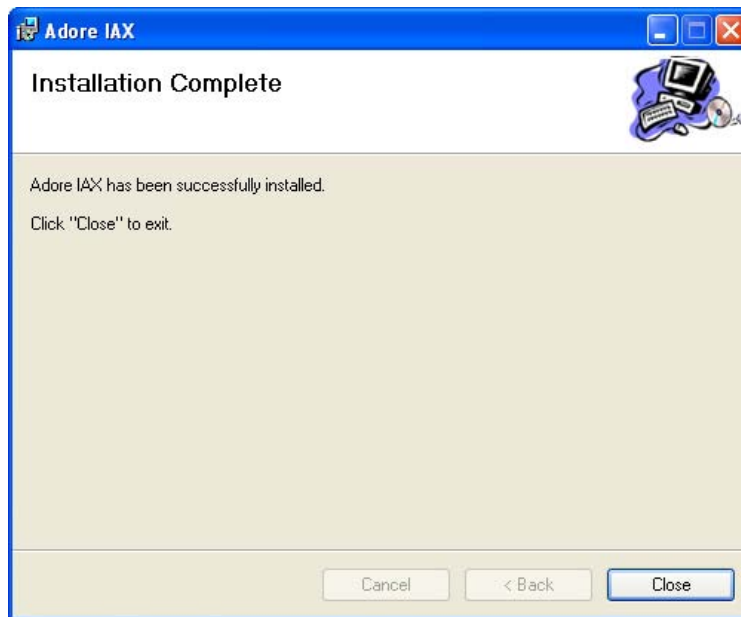 Adore IAX
Installation Complete
Adore IAX has been successfully installed.
Click "Close" to exit.
Cancel
< Back
Close